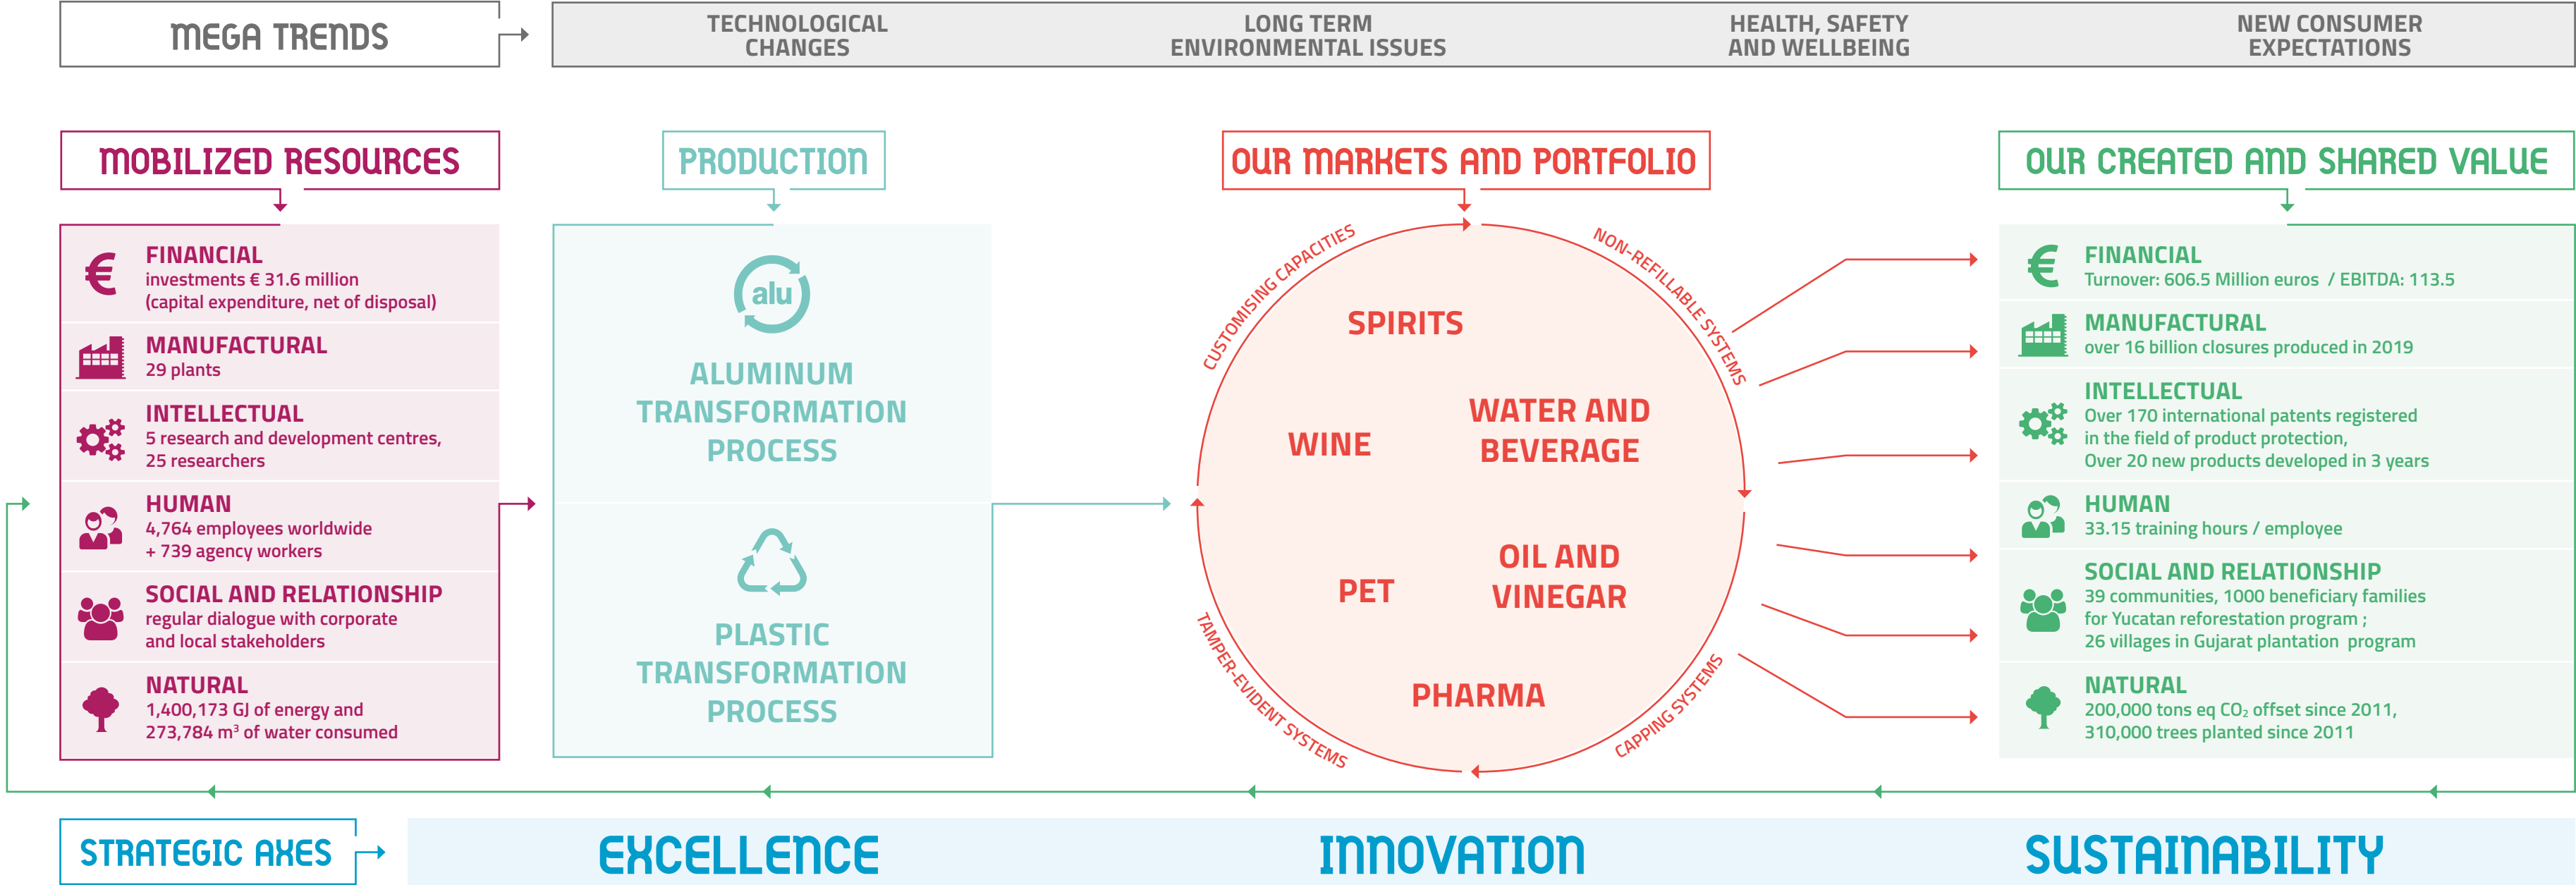 MEGA TRENDS
TECHNOLOGICAL
CHANGES
LONG TERM
ENVIRONMENTAL ISSUES
HEALTH, SAFETY
AND WELLBEING
NEW CONSUMER
EXPECTATIONS
MOBILIZED RESOURCES
FINANCIAL
investments € 31.6 million
(capital expenditure, net of disposal)
MANUFACTURAL
29 plants
INTELLECTUAL
5 research and development centres,
25 researchers
HUMAN
4,764 employees worldwide
+ 739 agency workers
SOCIAL AND RELATIONSHIP
regular dialogue with corporate
and local stakeholders
NATURAL
1,400,173 GJ of energy and
273,784 m³ of water consumed
PRODUCTION
alu
ALUMINUM
TRANSFORMATION
PROCESS
PLASTIC
TRANSFORMATION
PROCESS
OUR MARKETS AND PORTFOLIO
CUSTOMISING CAPACITIES
NON-REFILLABLE SYSTEMS
SPIRITS
WATER AND
BEVERAGE
WINE
OIL AND
VINEGAR
PET
PHARMA
TAMPER-EVIDENT SYSTEMS
CAPPING SYSTEMS
OUR CREATED AND SHARED VALUE
FINANCIAL
Turnover: 606.5 Million euros / EBITDA: 113.5
MANUFACTURAL
over 16 billion closures produced in 2019
INTELLECTUAL
Over 170 international patents registered
in the field of product protection,
Over 20 new products developed in 3 years
HUMAN
33.15 training hours / employee
SOCIAL AND RELATIONSHIP
39 communities, 1000 beneficiary families
for Yucatan reforestation program ;
26 villages in Gujarat plantation program
NATURAL
200,000 tons eq CO₂ offset since 2011,
310,000 trees planted since 2011
STRATEGIC AXES
EXCELLENCE
INNOVATION
SUSTAINABILITY